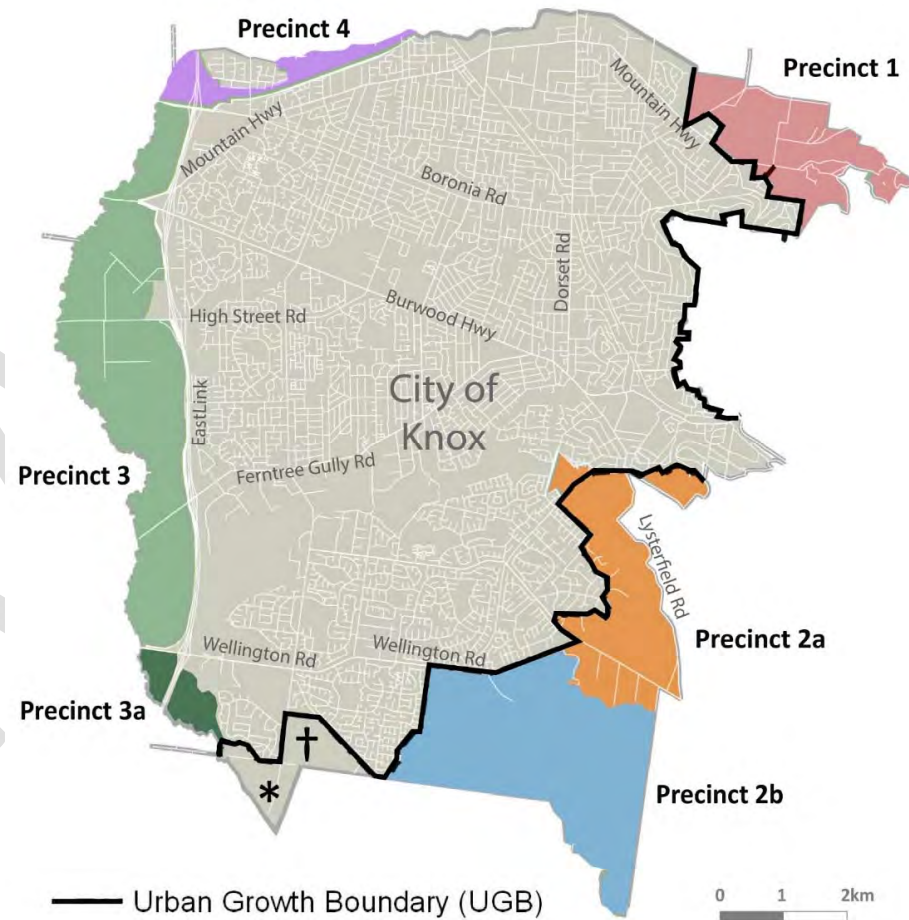 Precinct 4
Precinct 1
Mountain Hwy
Mountain Hwy
Boronia Rd
Dorset Rd
Burwood Hwy
High Street Rd
EastLink
City of
Knox
Ferntree Gully Rd
Precinct 3
Lysterfield Rd
Wellington Rd
Wellington Rd
Precinct 2a
Precinct 3a
†
*
Precinct 2b
Urban Growth Boundary (UGB)
0 1 2km